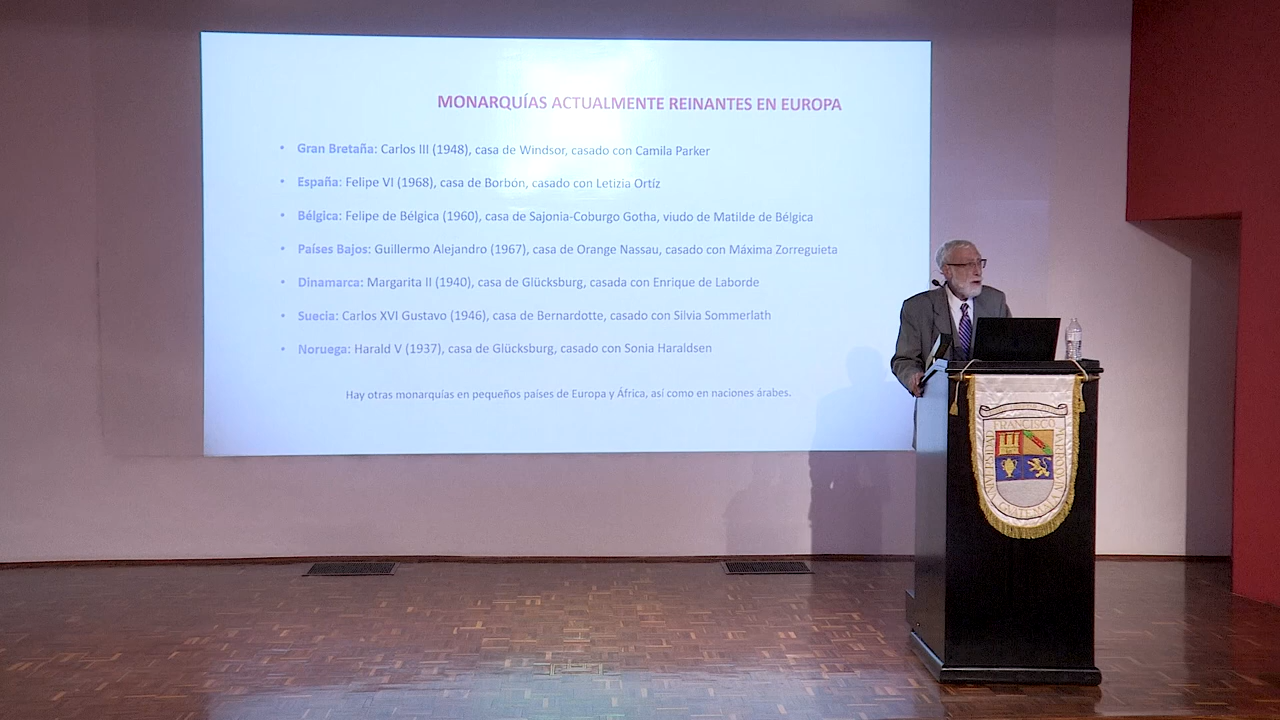 MONARQUÍAS ACTUALMENTE REINANTES EN EUROPA
• Gran Bretaña: Carlos III (1948), casa de Windsor, casado con Camila Parker
• España: Felipe VI (1968), casa de Borbón, casado con Letizia Ortíz
• Bélgica: Felipe de Bélgica (1960), casa de Sajonia-Coburgo Gotha, viudo de Matilde de Bélgica
• Países Bajos: Guillermo Alejandro (1967), casa de Orange Nassau, casado con Máxima Zorreguieta
• Dinamarca: Margarita II (1940), casa de Glücksburg, casada con Enrique de Laborde
• Suecia: Carlos XVI Gustavo (1946), casa de Bernardotte, casado con Silvia Sommerlath
• Noruega: Harald V (1937), casa de Glücksburg, casado con Sonia Haraldsen
Hay otras monarquías en pequeños países de Europa y África, así como en naciones árabes.
UNIVERSIDAD FRANCISCO MARROQUIN
GUATEMALA